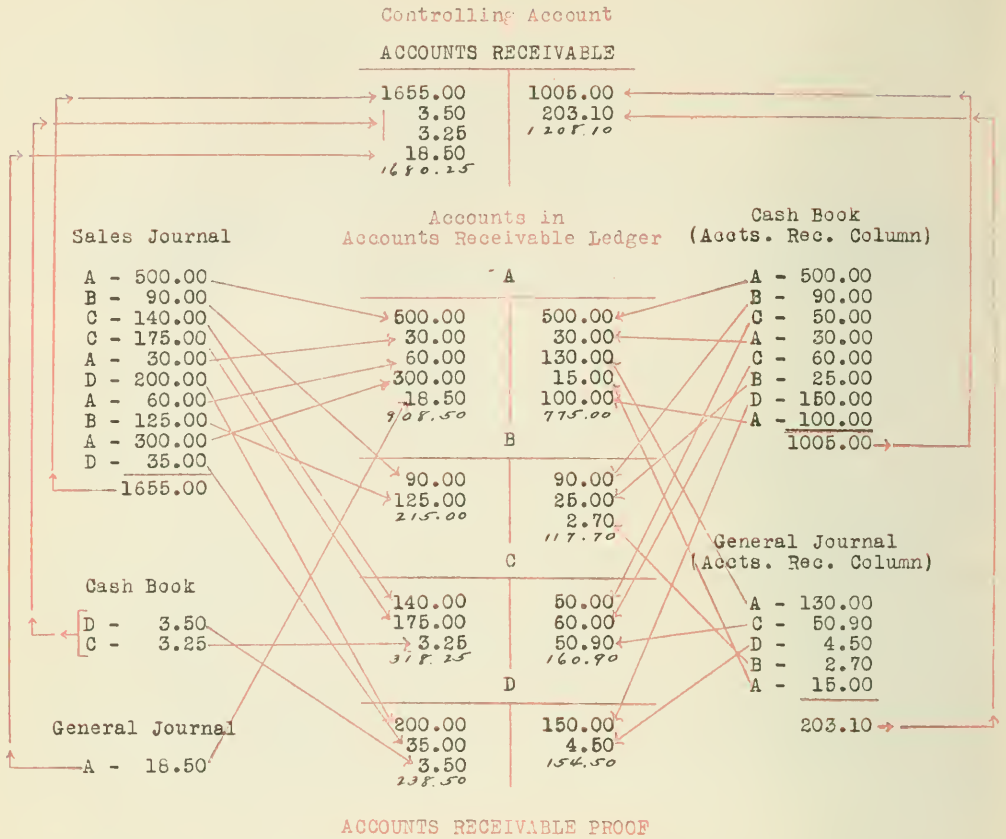 Controlling Account
ACCOUNTS RECEIVABLE
1655.00 1005.00
3.50 203.10
3.25 1208.10
18.50
1680.25
Sales Journal
A - 500.00
B - 90.00
C - 140.00
C - 175.00
A - 30.00
D - 200.00
A - 60.00
B - 125.00
A - 300.00
D - 35.00
1655.00
Cash Book
D - 3.50
C - 3.25
General Journal
A - 18.50
Accounts in
Accounts Receivable Ledger
A
500.00 500.00
30.00 30.00
60.00 130.00
300.00 15.00
18.50 100.00
908.50 775.00
B
90.00 90.00
125.00 25.00
215.00 2.70
117.70
C
140.00 50.00
175.00 60.00
3.25 50.90
318.25 160.90
D
200.00 150.00
35.00 4.50
3.50 154.50
238.50
Cash Book
(Accts. Rec. Column)
A - 500.00
B - 90.00
C - 50.00
A - 30.00
C - 60.00
B - 25.00
D - 150.00
A - 100.00
1005.00
General Journal
(Accts. Rec. Column)
A - 130.00
C - 50.90
D - 4.50
B - 2.70
A - 15.00
203.10
ACCOUNTS RECEIVABLE PROOF